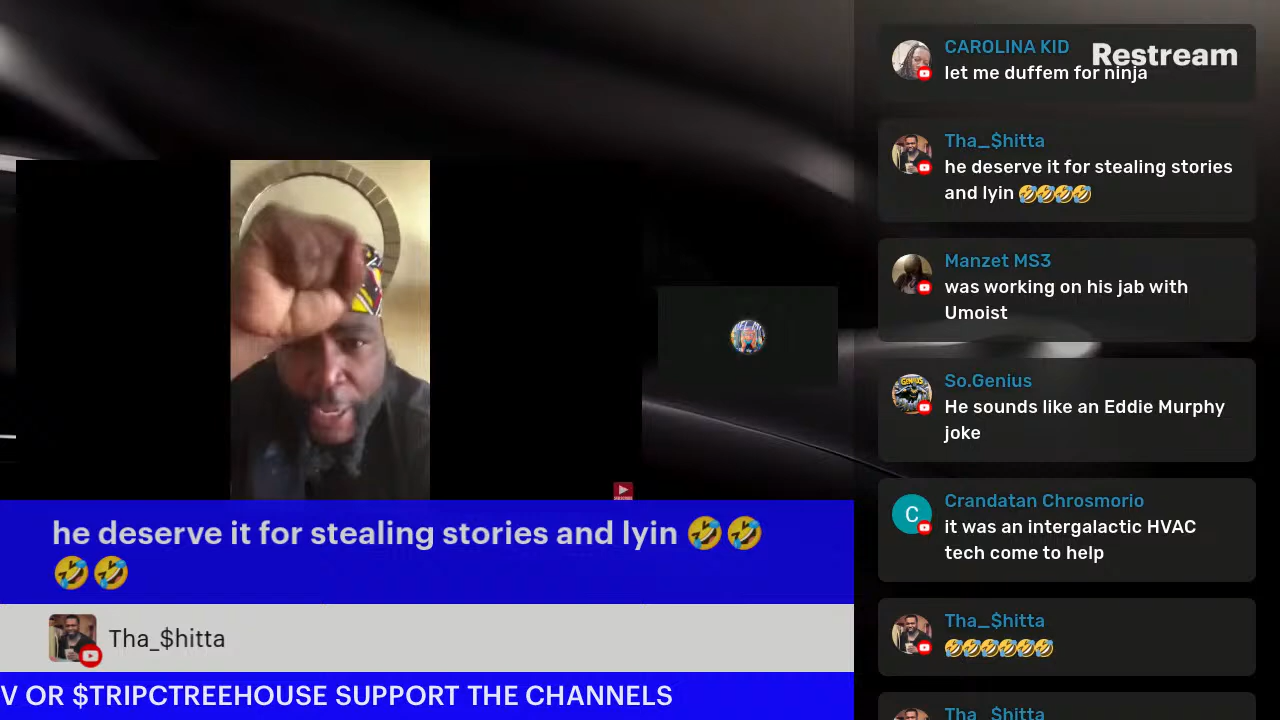 CAROLINA KID
let me duffem for ninja
Restream
Tha_$hitta
he deserve it for stealing stories
and lyin 🤣🤣🤣🤣
Manzet MS3
was working on his jab with
Umoist
So.Genius
He sounds like an Eddie Murphy
joke
C
Crandatan Chrosmorio
it was an intergalactic HVAC
tech come to help
Tha_$hitta
🤣🤣🤣🤣🤣🤣
Tha_$hitta
he deserve it for stealing stories and lyin 🤣🤣
🤣🤣
Tha_$hitta
V OR $TRIPCTREEHOUSE SUPPORT THE CHANNELS